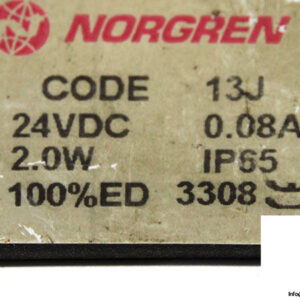 NORGREN
CODE 13J
24VDC 0.08A
2.0W IP65
100%ED 3308